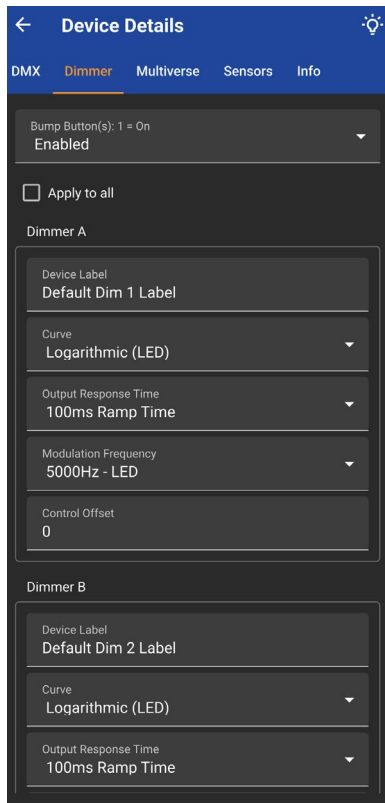 Device Details
DMX Dimmer Multiverse Sensors Info
Bump Button(s): 1 = On
Enabled
Apply to all
Dimmer A
Device Label
Default Dim 1 Label
Curve
Logarithmic (LED)
Output Response Time
100ms Ramp Time
Modulation Frequency
5000Hz - LED
Control Offset
0
Dimmer B
Device Label
Default Dim 2 Label
Curve
Logarithmic (LED)
Output Response Time
100ms Ramp Time